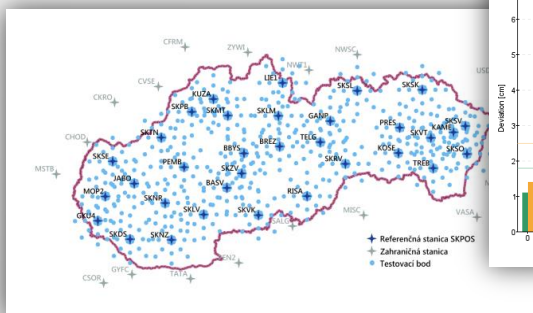 CFRM
ZYWI
NWSC
NWT1
LIE1
CVSE
SKSL
SKSK
KUZA
CKRO
SKPB
SKMT
SKLM
GANP
PRES
SKSV
KAME
SKTN
CHOD
BREZ
TELG
SKVT
BBYS
KOSE
SKSO
SKSE
PEMB
SKRV
TREB
SKZV
MSTB
JABO
BASV
MOP2
RISA
SKNR
GKU4
SKLV
SKVK
MISC
VASA
SKDS
SKNZ
PEN2
GYFC
TATA
CSOR
Referenčná stanica SKPOS
Zahraničná stanica
Testovací bod
Deviation [cm]
6
5
4
3
2
1
0
0